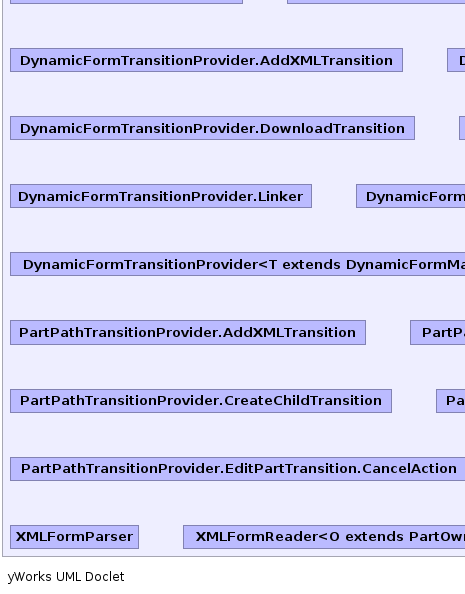 DynamicFormTransitionProvider.AddXMLTransition
DynamicFormTransitionProvider.DownloadTransition
DynamicFormTransitionProvider.Linker DynamicForm
DynamicFormTransitionProvider<T extends DynamicFormMa
PartPathTransitionProvider.AddXMLTransition PartP
PartPathTransitionProvider.CreateChildTransition Pa
PartPathTransitionProvider.EditPartTransition.CancelAction
XMLFormParser XMLFormReader<O extends PartOw
yWorks UML Doclet